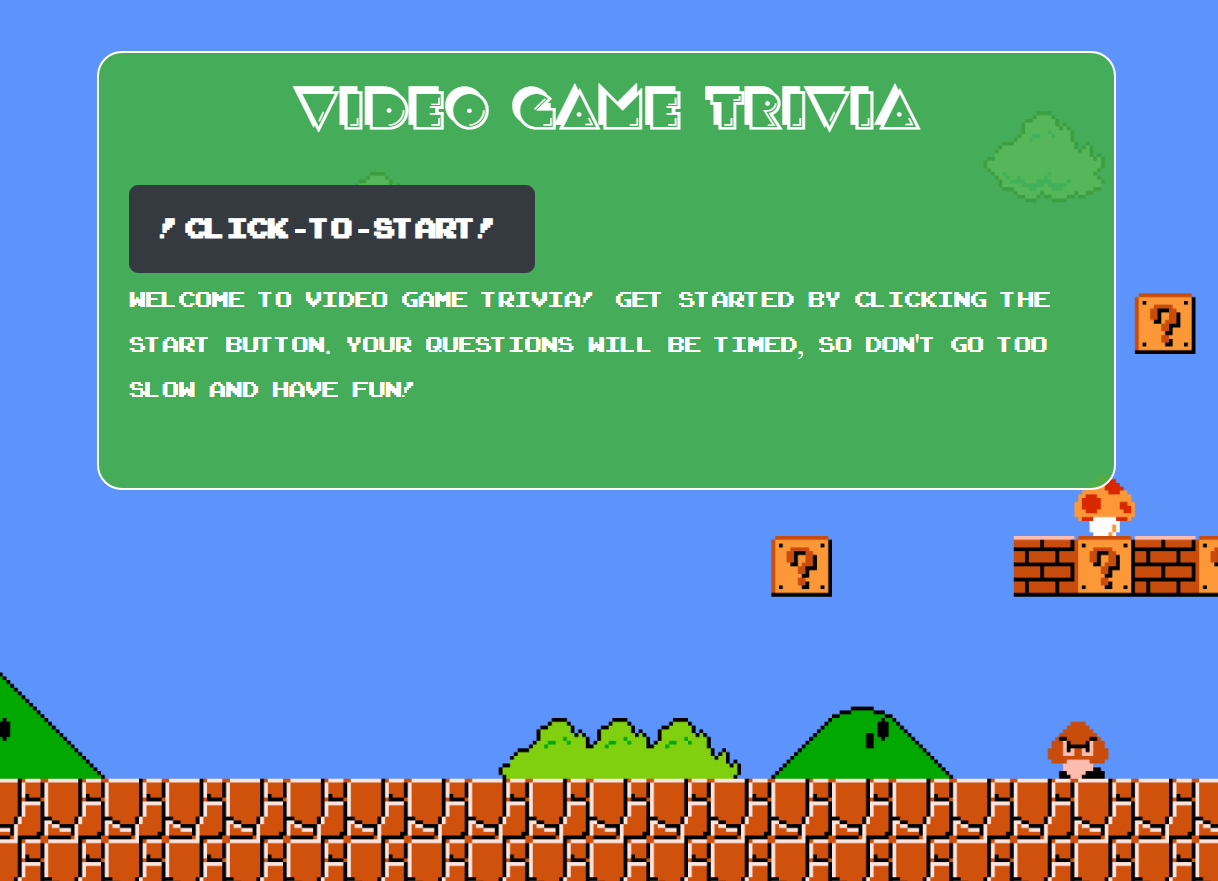 VIDEO GAME TRIVIA
! CLICK-TO-START!
WELCOME TO VIDEO GAME TRIVIA! GET STARTED BY CLICKING THE
START BUTTON. YOUR QUESTIONS WILL BE TIMED, SO DON'T GO TOO
SLOW AND HAVE FUN!
?
?
?
?